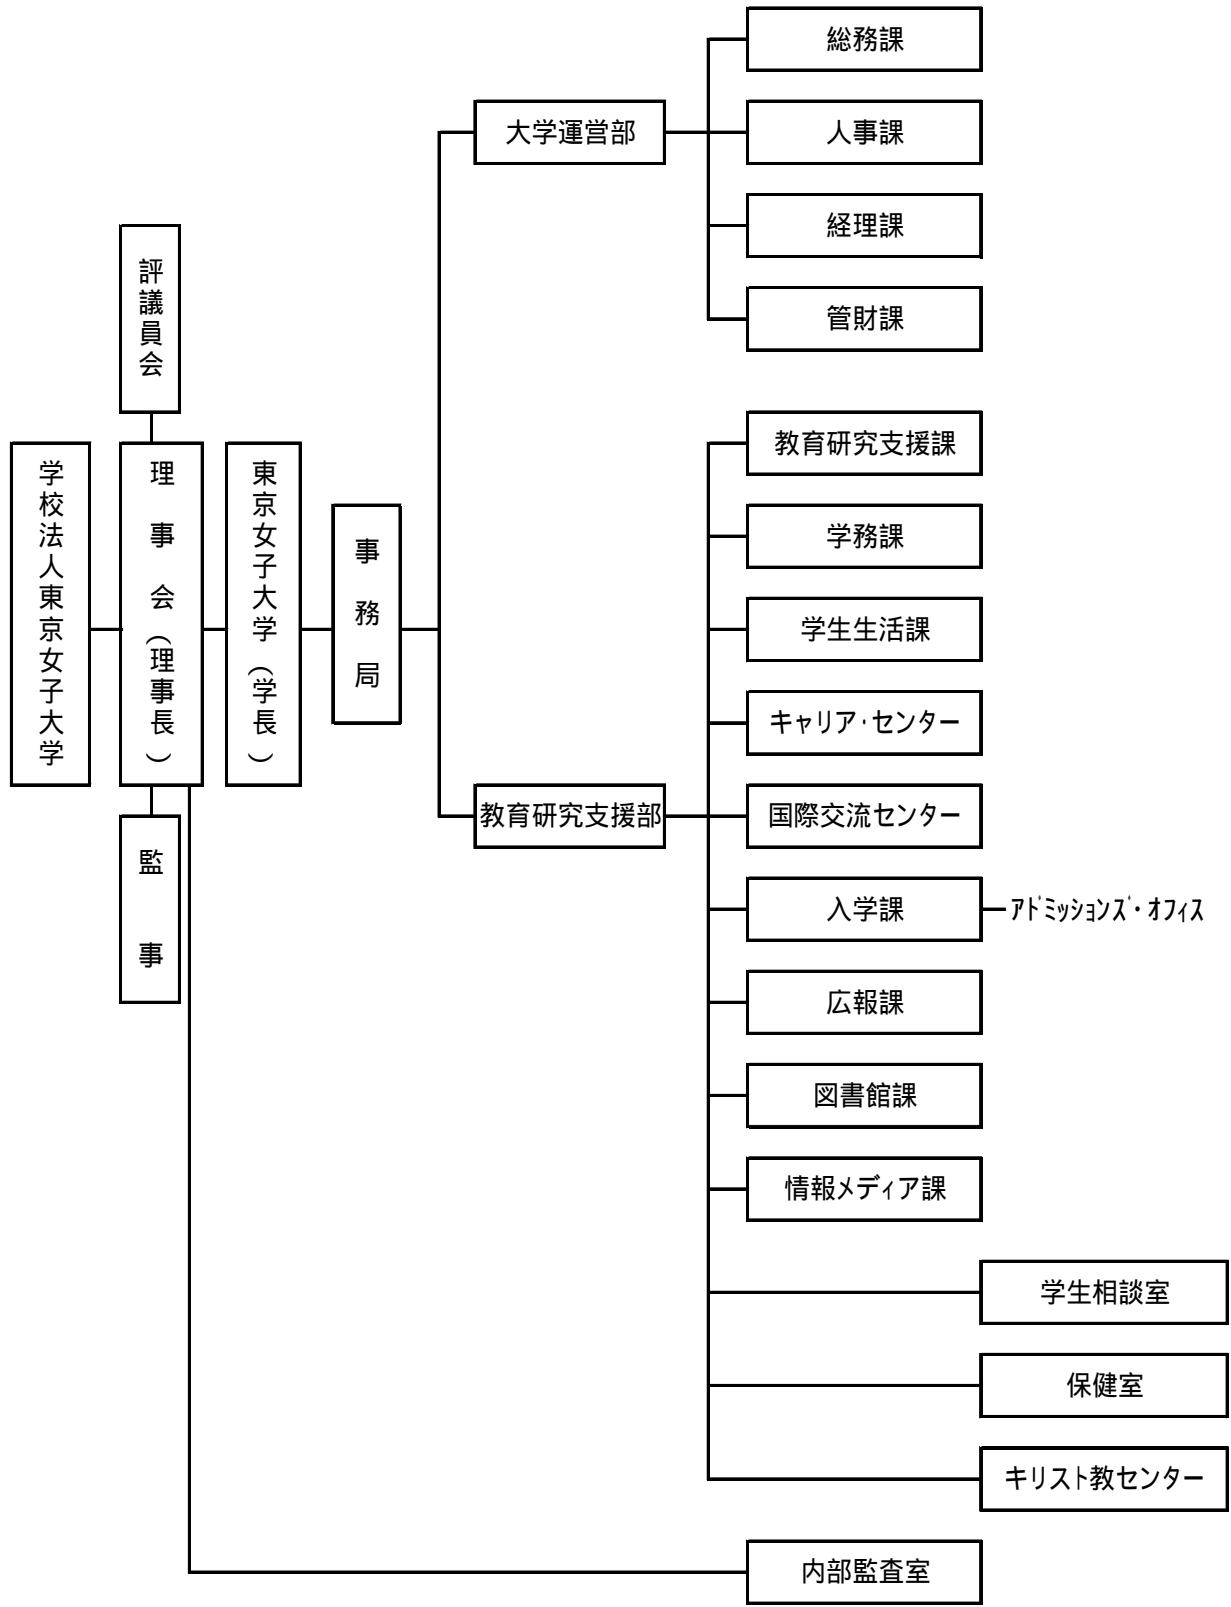 学校法人東京女子大学
評議員会
理事会(理事長)
監事
東京女子大学(学長)
事務局
大学運営部
総務課
人事課
経理課
管財課
教育研究支援部
教育研究支援課
学務課
学生生活課
キャリア・センター
国際交流センター
入学課
ｱﾄﾞﾐｯｼｮﾝｽﾞ・ｵﾌｨｽ
広報課
図書館課
情報メディア課
学生相談室
保健室
キリスト教センター
内部監査室